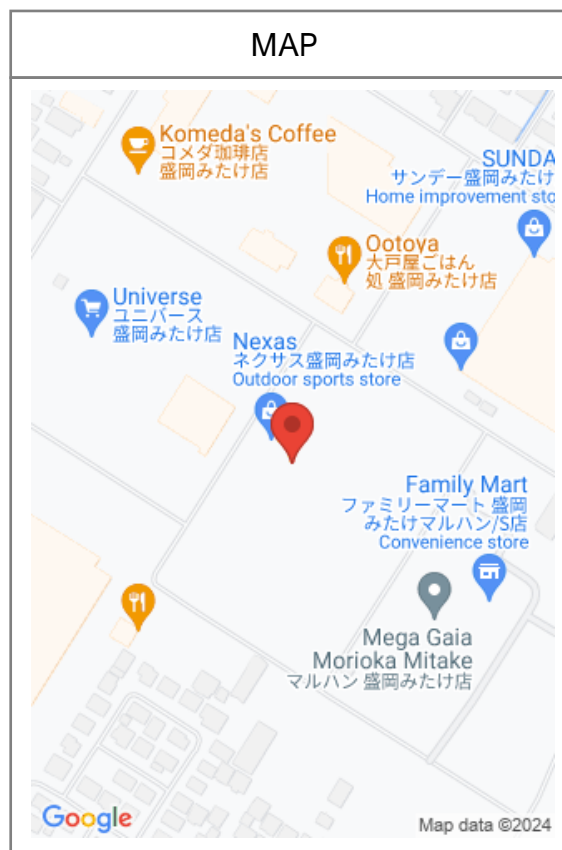 MAP
Komeda's Coffee
コメダ珈琲店
盛岡みたけ店
SUNDA
サンデー盛岡みたけ
Home improvement sto
Ootoya
大戸屋ごはん
処 盛岡みたけ店
Universe
ユニバース
盛岡みたけ店
Nexas
ネクサス盛岡みたけ店
Outdoor sports store
Family Mart
ファミリーマート 盛岡
みたけマルハン/S店
Convenience store
Mega Gaia
Morioka Mitake
マルハン 盛岡みたけ店
Google
Map data ©2024